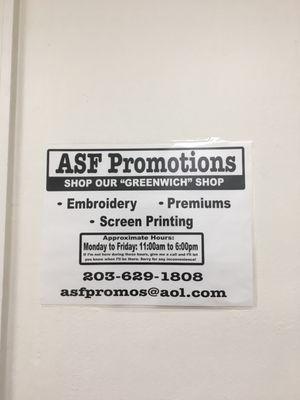 ASF Promotions
SHOP OUR "GREENWICH" SHOP
· Embroidery · Premiums
· Screen Printing
Approximate Hours:
Monday to Friday: 11:00am to 6:00pm
If I'm not here during these hours, give me a call and I'll let
you know when I'll be there. Sorry for any inconvenience!
203-629-1808
asfpromos@aol.com